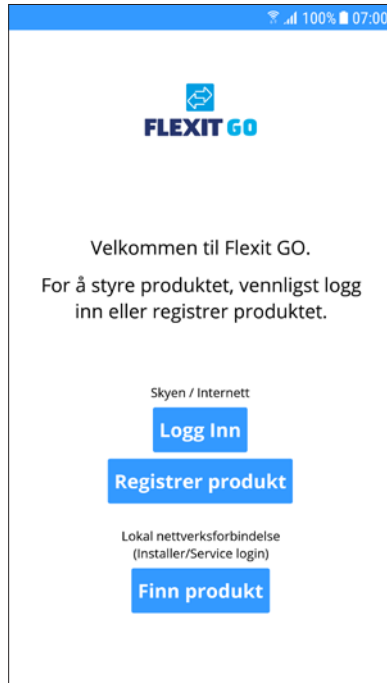 100% 07:00
FLEXIT GO
Velkommen til Flexit GO.
For å styre produktet, vennligst logg
inn eller registrer produktet.
Skyen / Internett
Logg Inn
Registrer produkt
Lokal nettverksforbindelse
(Installer/Service login)
Finn produkt